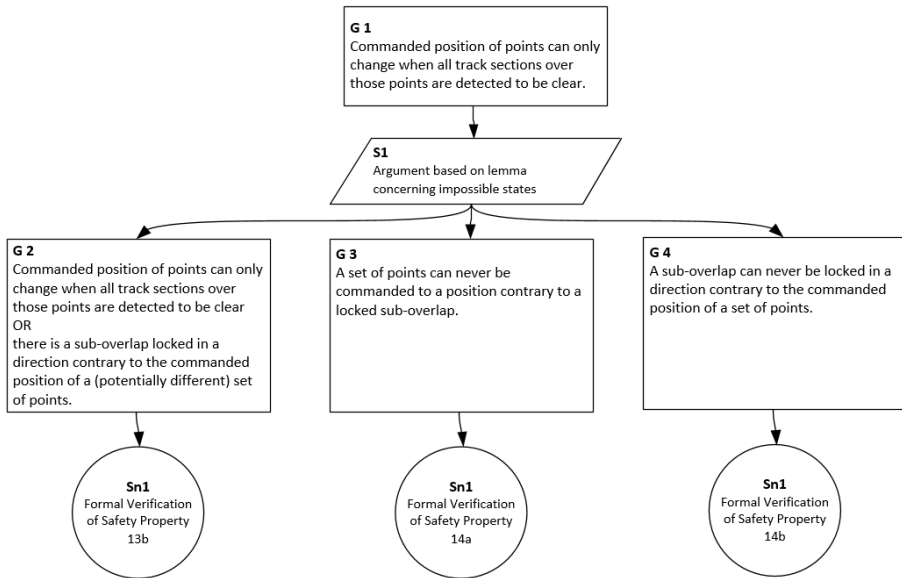 G 1
Commanded position of points can only
change when all track sections over
those points are detected to be clear.
S1
Argument based on lemma
concerning impossible states
G 2
Commanded position of points can only
change when all track sections over
those points are detected to be clear
OR
there is a sub-overlap locked in a
direction contrary to the commanded
position of a (potentially different) set
of points.
G 3
A set of points can never be
commanded to a position contrary to a
locked sub-overlap.
G 4
A sub-overlap can never be locked in a
direction contrary to the commanded
position of a set of points.
Sn1
Formal Verification
of Safety Property
13b
Sn1
Formal Verification
of Safety Property
14a
Sn1
Formal Verification
of Safety Property
14b